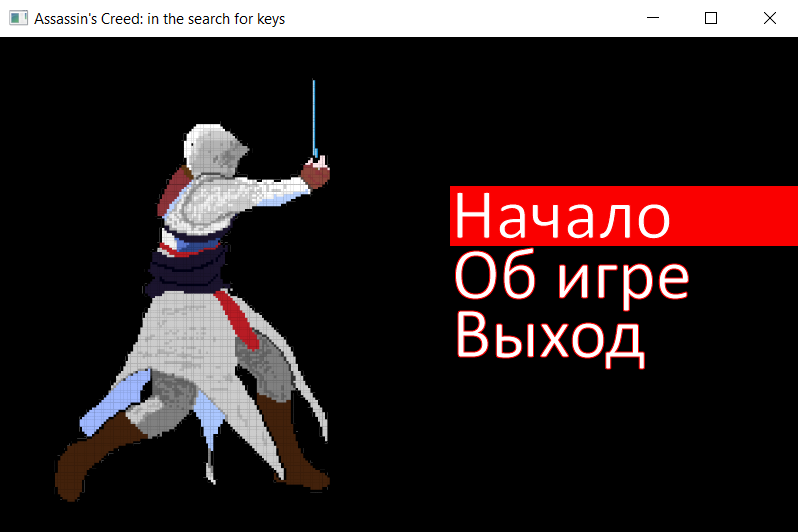 Assassin's Creed: in the search for keys
Начало
Об игре
Выход